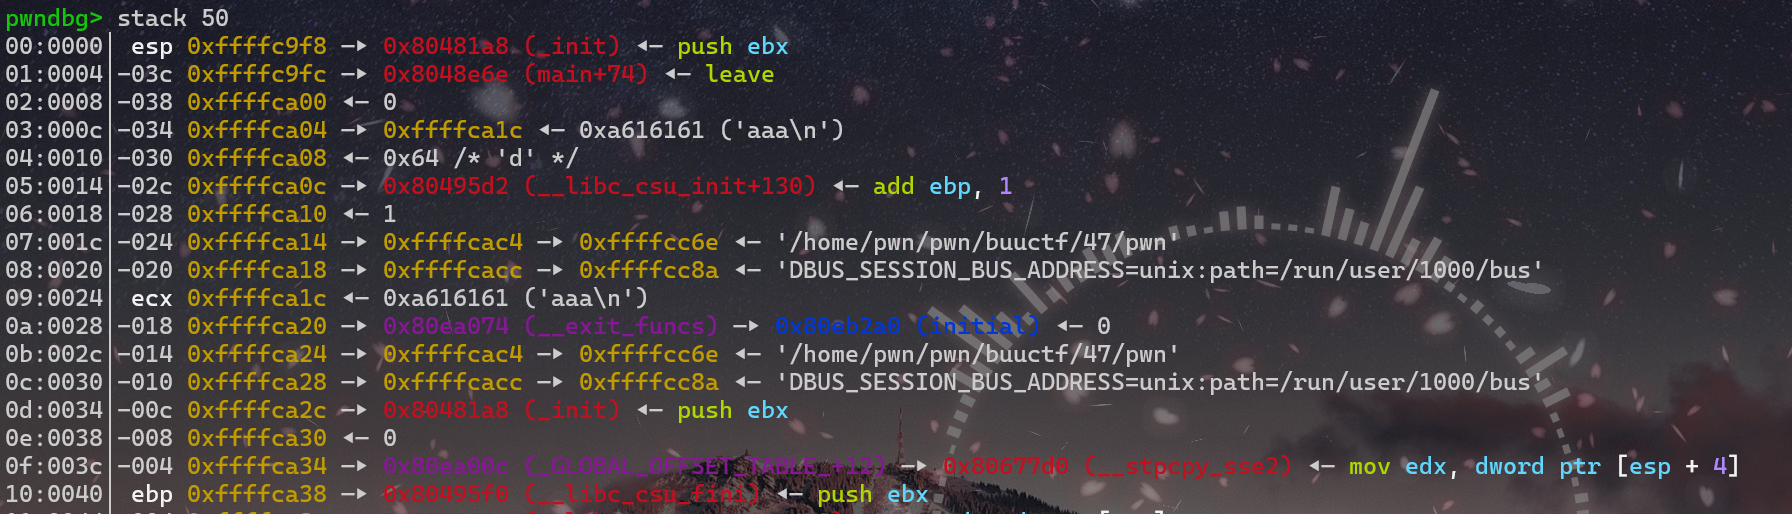 pwndbg> stack 50
00:0000│ esp 0xffffc9f8 —▸ 0x80481a8 (_init) ◂— push ebx
01:0004│-03c 0xffffc9fc —▸ 0x8048e6e (main+74) ◂— leave
02:0008│-038 0xffffca00 ◂— 0
03:000c│-034 0xffffca04 —▸ 0xffffca1c ◂— 0xa616161 ('aaa\n')
04:0010│-030 0xffffca08 ◂— 0x64 /* 'd' */
05:0014│-02c 0xffffca0c —▸ 0x80495d2 (__libc_csu_init+130) ◂— add ebp, 1
06:0018│-028 0xffffca10 ◂— 1
07:001c│-024 0xffffca14 —▸ 0xffffcac4 —▸ 0xffffcc6e ◂— '/home/pwn/pwn/buuctf/47/pwn'
08:0020│-020 0xffffca18 —▸ 0xffffcacc —▸ 0xffffcc8a ◂— 'DBUS_SESSION_BUS_ADDRESS=unix:path=/run/user/1000/bus'
09:0024│ ecx 0xffffca1c ◂— 0xa616161 ('aaa\n')
0a:0028│-018 0xffffca20 —▸ 0x80ea074 (__exit_funcs) —▸ 0x80eb2a0 (initial) ◂— 0
0b:002c│-014 0xffffca24 —▸ 0xffffcac4 —▸ 0xffffcc6e ◂— '/home/pwn/pwn/buuctf/47/pwn'
0c:0030│-010 0xffffca28 —▸ 0xffffcacc —▸ 0xffffcc8a ◂— 'DBUS_SESSION_BUS_ADDRESS=unix:path=/run/user/1000/bus'
0d:0034│-00c 0xffffca2c —▸ 0x80481a8 (_init) ◂— push ebx
0e:0038│-008 0xffffca30 ◂— 0
0f:003c│-004 0xffffca34 —▸ 0x80ea00c (_GLOBAL_OFFSET_TABLE_+12) —▸ 0x80677d0 (__stpcpy_sse2) ◂— mov edx, dword ptr [esp + 4]
10:0040│ ebp 0xffffca38 —▸ 0x80495f0 (__libc_csu_fini) ◂— push ebx